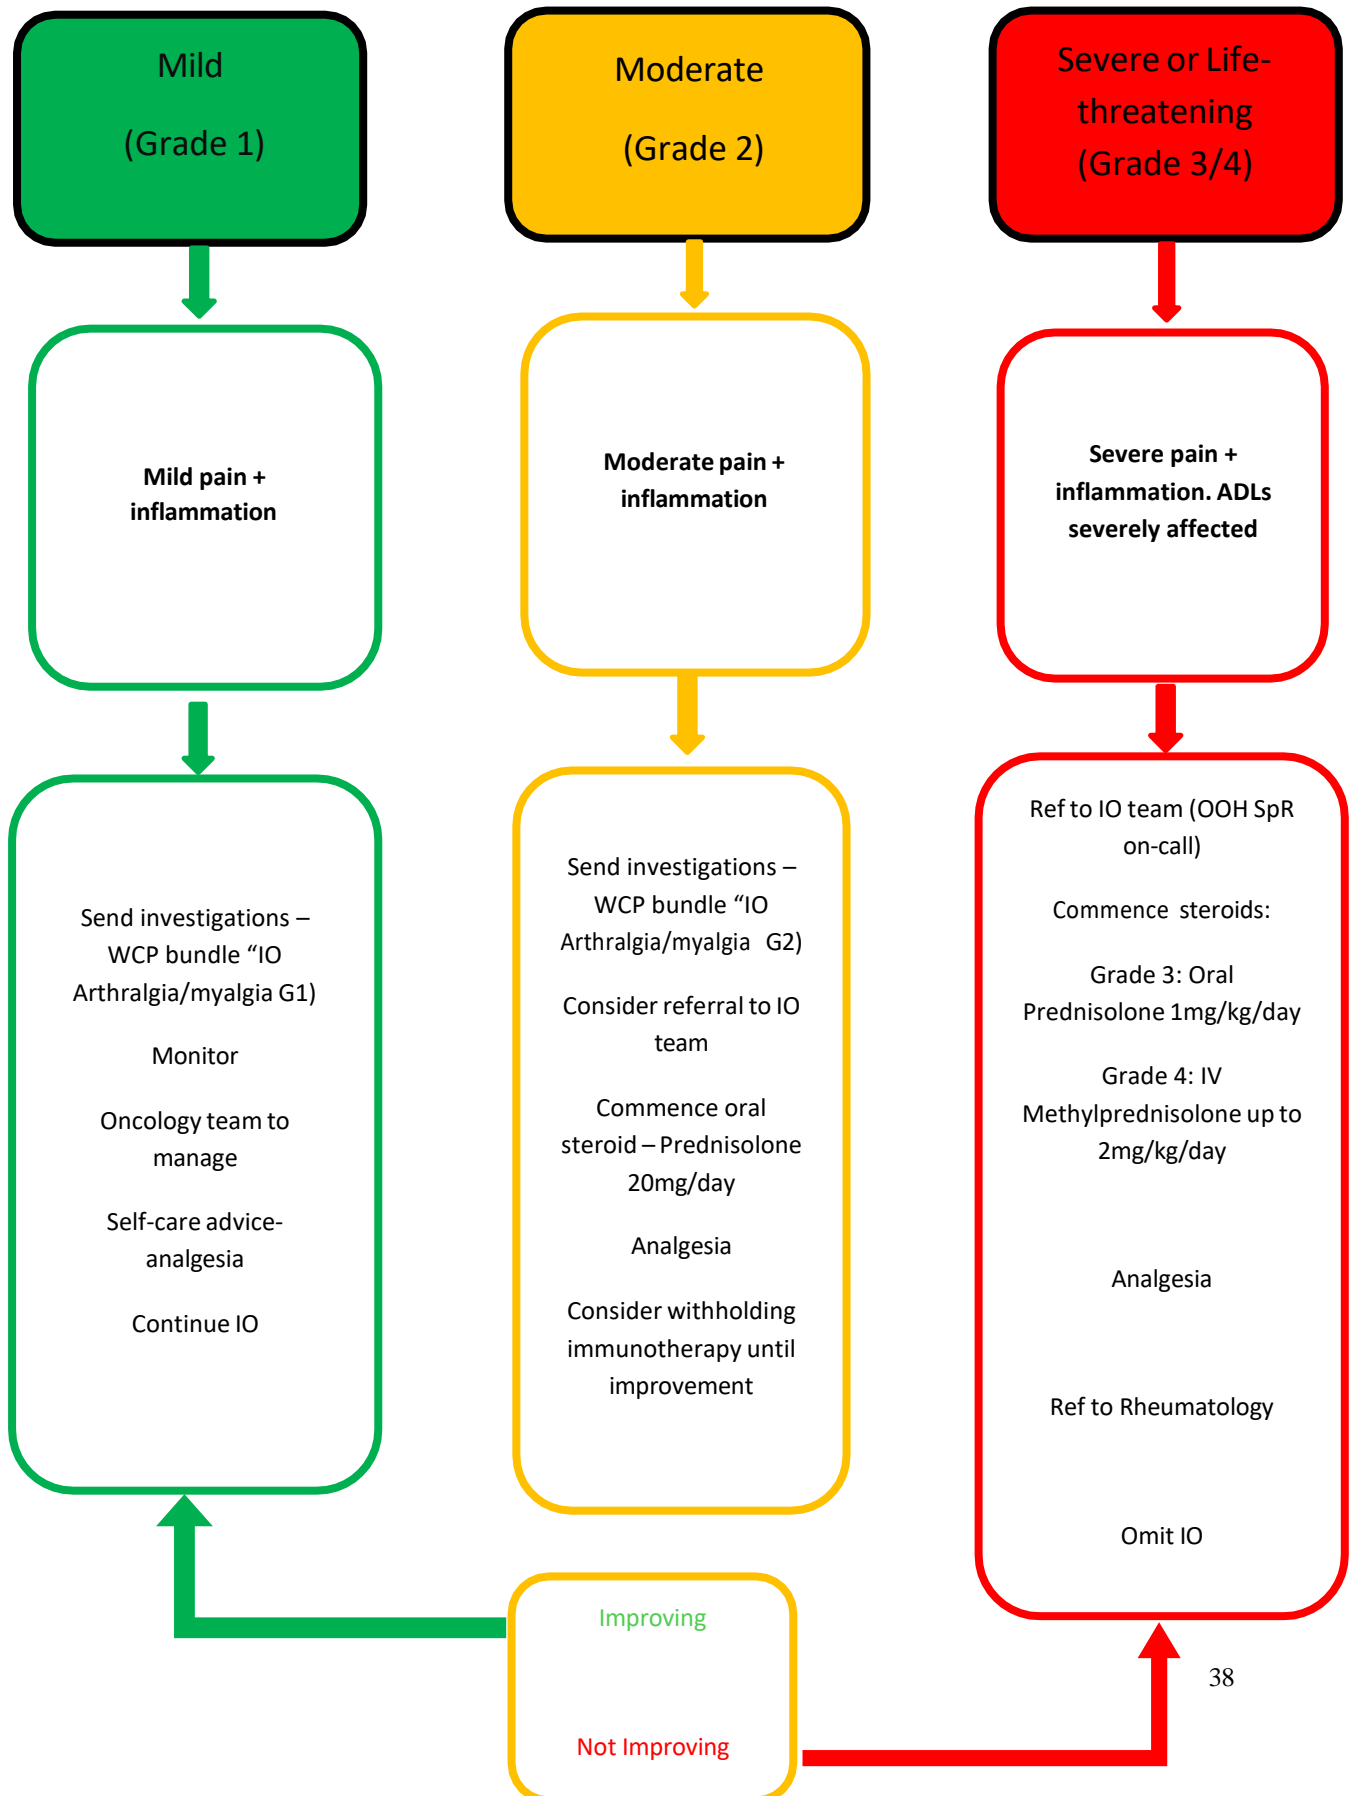 Mild
(Grade 1)
Moderate
(Grade 2)
Severe or Life-
threatening
(Grade 3/4)
Mild pain +
inflammation
Moderate pain +
inflammation
Severe pain +
inflammation. ADLs
severely affected
Send investigations –
WCP bundle “IO
Arthralgia/myalgia G1)
Monitor
Oncology team to
manage
Self-care advice-
analgesia
Continue IO
Send investigations –
WCP bundle “IO
Arthralgia/myalgia G2)
Consider referral to IO
team
Commence oral
steroid – Prednisolone
20mg/day
Analgesia
Consider withholding
immunotherapy until
improvement
Ref to IO team (OOH SpR
on-call)
Commence steroids:
Grade 3: Oral
Prednisolone 1mg/kg/day
Grade 4: IV
Methylprednisolone up to
2mg/kg/day
Analgesia
Ref to Rheumatology
Omit IO
Improving
Not Improving
38